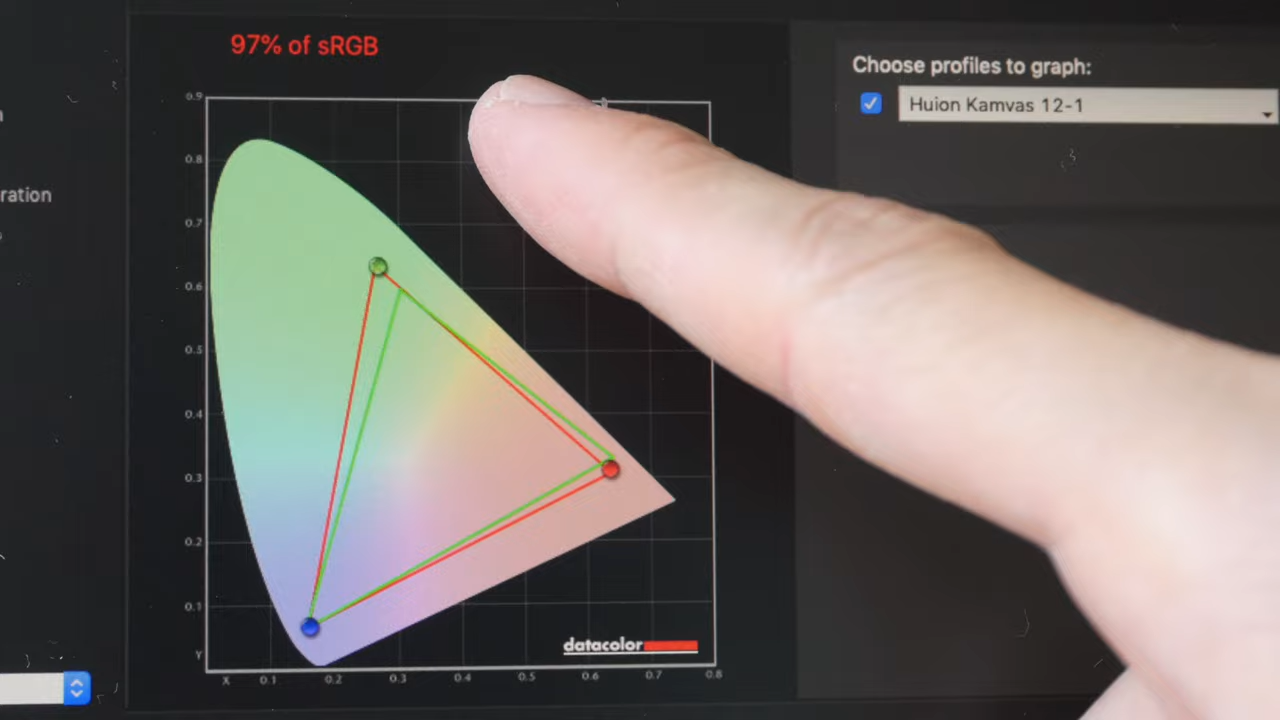 97% of sRGB
Choose profiles to graph:
Huion Kamvas 12-1
0.9
0.8
ration
0.7
0.6
0.5
0.4
0.3
0.2
0.1
Y
datacolor
X 0.1 0.2 0.3 0.4 0.5 0.6 0.7 0.8